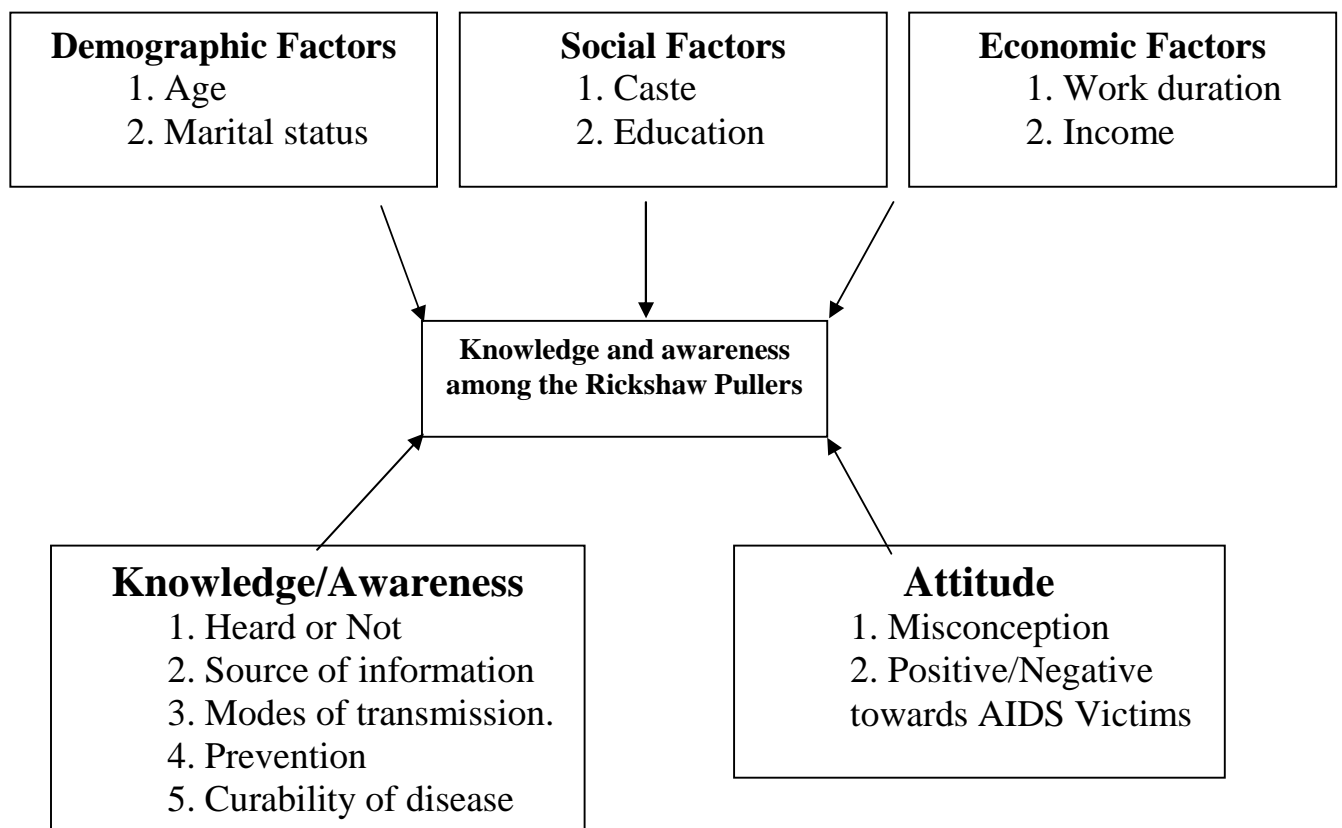 Demographic Factors
1. Age
2. Marital status
Social Factors
1. Caste
2. Education
Economic Factors
1. Work duration
2. Income
Knowledge and awareness
among the Rickshaw Pullers
Knowledge/Awareness
1. Heard or Not
2. Source of information
3. Modes of transmission.
4. Prevention
5. Curability of disease
Attitude
1. Misconception
2. Positive/Negative
towards AIDS Victims